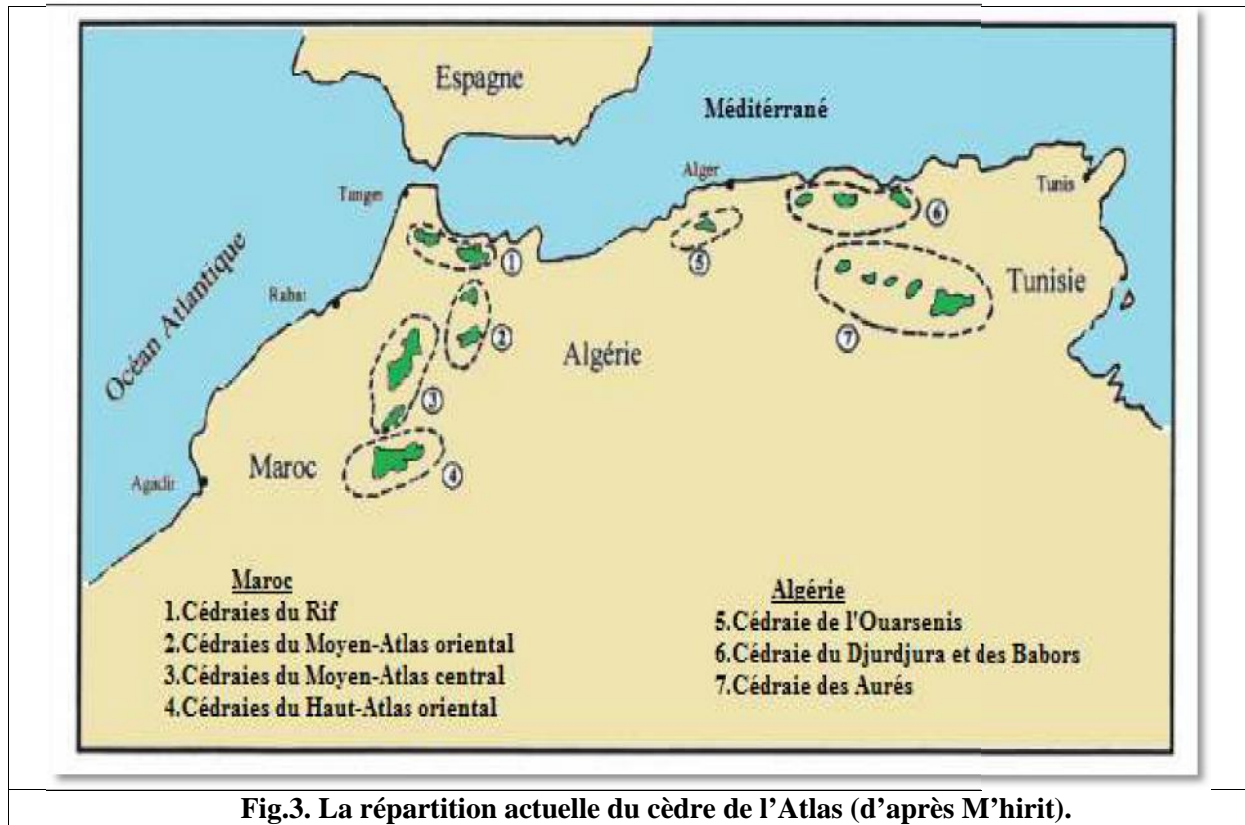 Espagne
Méditérrané
Alger
Tunis
Tanger
Océan Atlantique
Rabat
Tunisie
Algérie
Maroc
Agadir
1
2
3
4
5
6
7
Maroc
1.Cédraies du Rif
2.Cédraies du Moyen-Atlas oriental
3.Cédraies du Moyen-Atlas central
4.Cédraies du Haut-Atlas oriental
Algérie
5.Cédraie de l'Ouarsenis
6.Cédraie du Djurdjura et des Babors
7.Cédraie des Aurés
Fig.3. La répartition actuelle du cèdre de l’Atlas (d’après M’hirit).